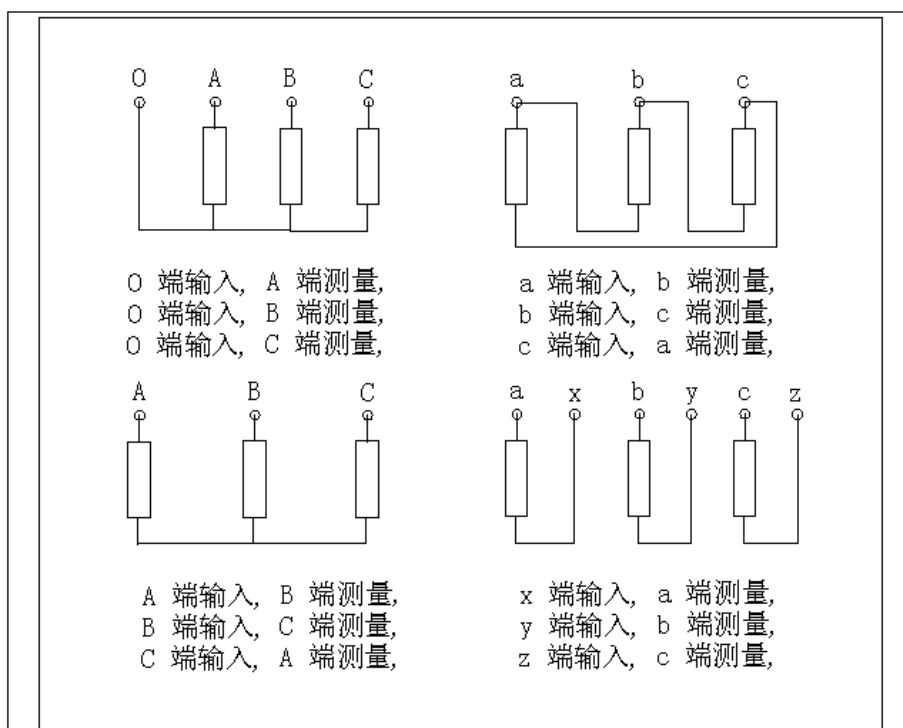 O A B C
a b c
O 端输入, A 端测量,
O 端输入, B 端测量,
O 端输入, C 端测量,
a 端输入, b 端测量,
b 端输入, c 端测量,
c 端输入, a 端测量,
A B C
a x b y c z
A 端输入, B 端测量,
B 端输入, C 端测量,
C 端输入, A 端测量,
x 端输入, a 端测量,
y 端输入, b 端测量,
z 端输入, c 端测量,